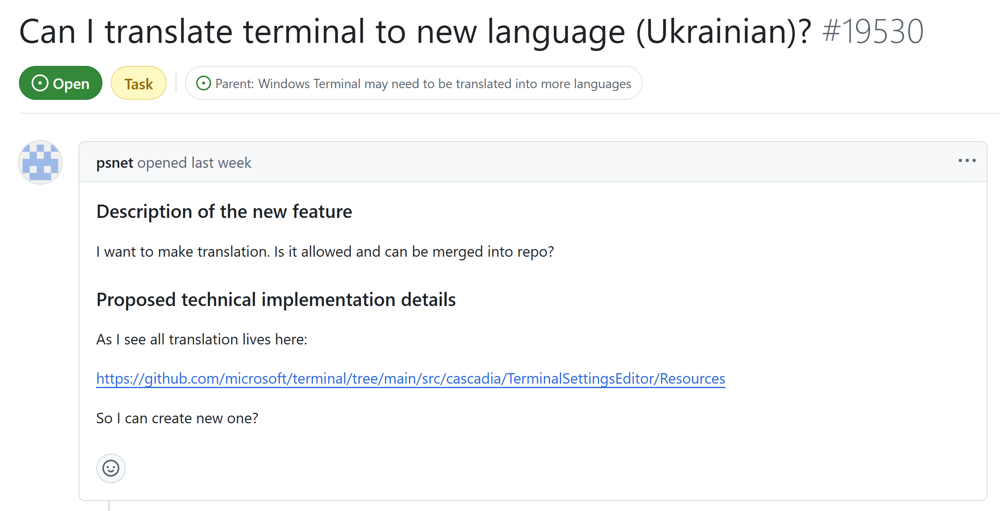 Can I translate terminal to new language (Ukrainian)? #19530
Open Task Parent: Windows Terminal may need to be translated into more languages
psnet opened last week
Description of the new feature
I want to make translation. Is it allowed and can be merged into repo?
Proposed technical implementation details
As I see all translation lives here:
https://github.com/microsoft/terminal/tree/main/src/cascadia/TerminalSettingsEditor/Resources
So I can create new one?